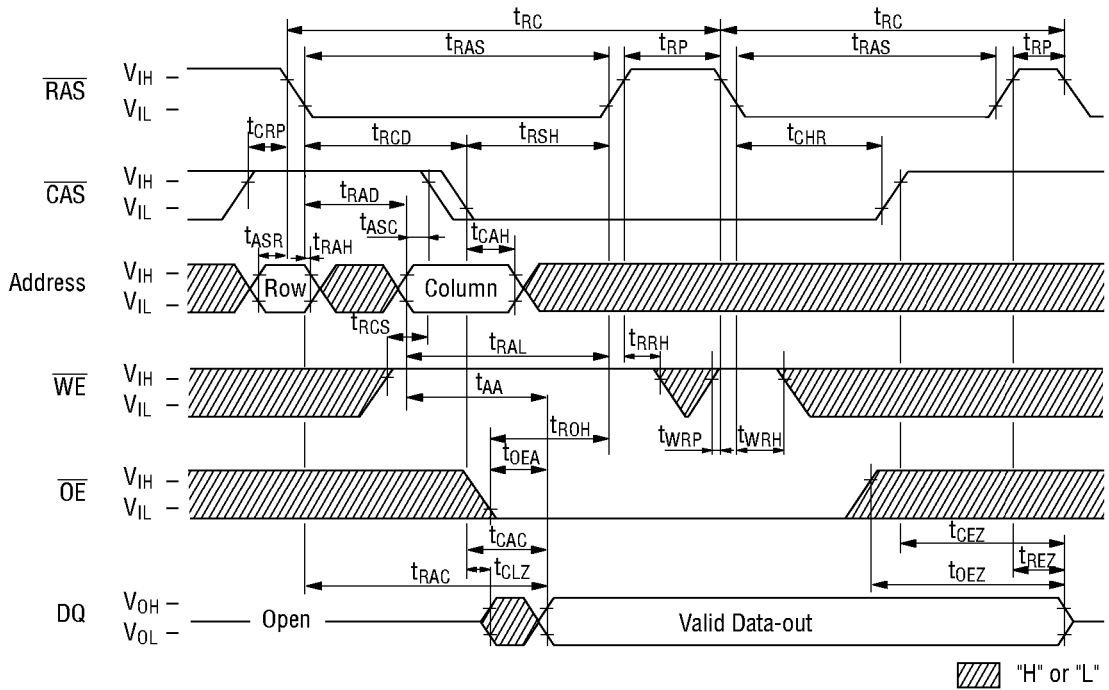 tRC tRC
tRAS tRP tRAS tRP
RAS VIH
VIL
tCRP tRCD tRSH tCHR
CAS VIH
VIL
tRAD
tASC
tASR tRAH tCAH
Address VIH
VIL
Row Column
tRCS tRAL tRRH
WE VIH
VIL
tAA
tROH tWRP tWRH
tOEA
OE VIH
VIL
tCAC tCEZ
tRAC tCLZ tOEZ tREZ
DQ VOH
VOL
Open Valid Data-out
"H" or "L"